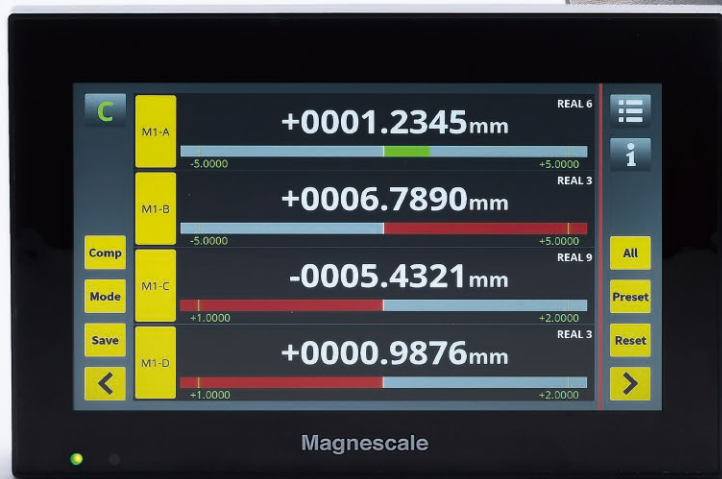 C
M1-A
+0001.2345mm
REAL 6
-5.0000
+5.0000
M1-B
+0006.7890mm
REAL 3
-5.0000
+5.0000
M1-C
-0005.4321mm
REAL 9
+1.0000
+2.0000
M1-D
+0000.9876mm
REAL 3
+1.0000
+2.0000
Comp
Mode
Save
<
i
All
Preset
Reset
>
Magnescale